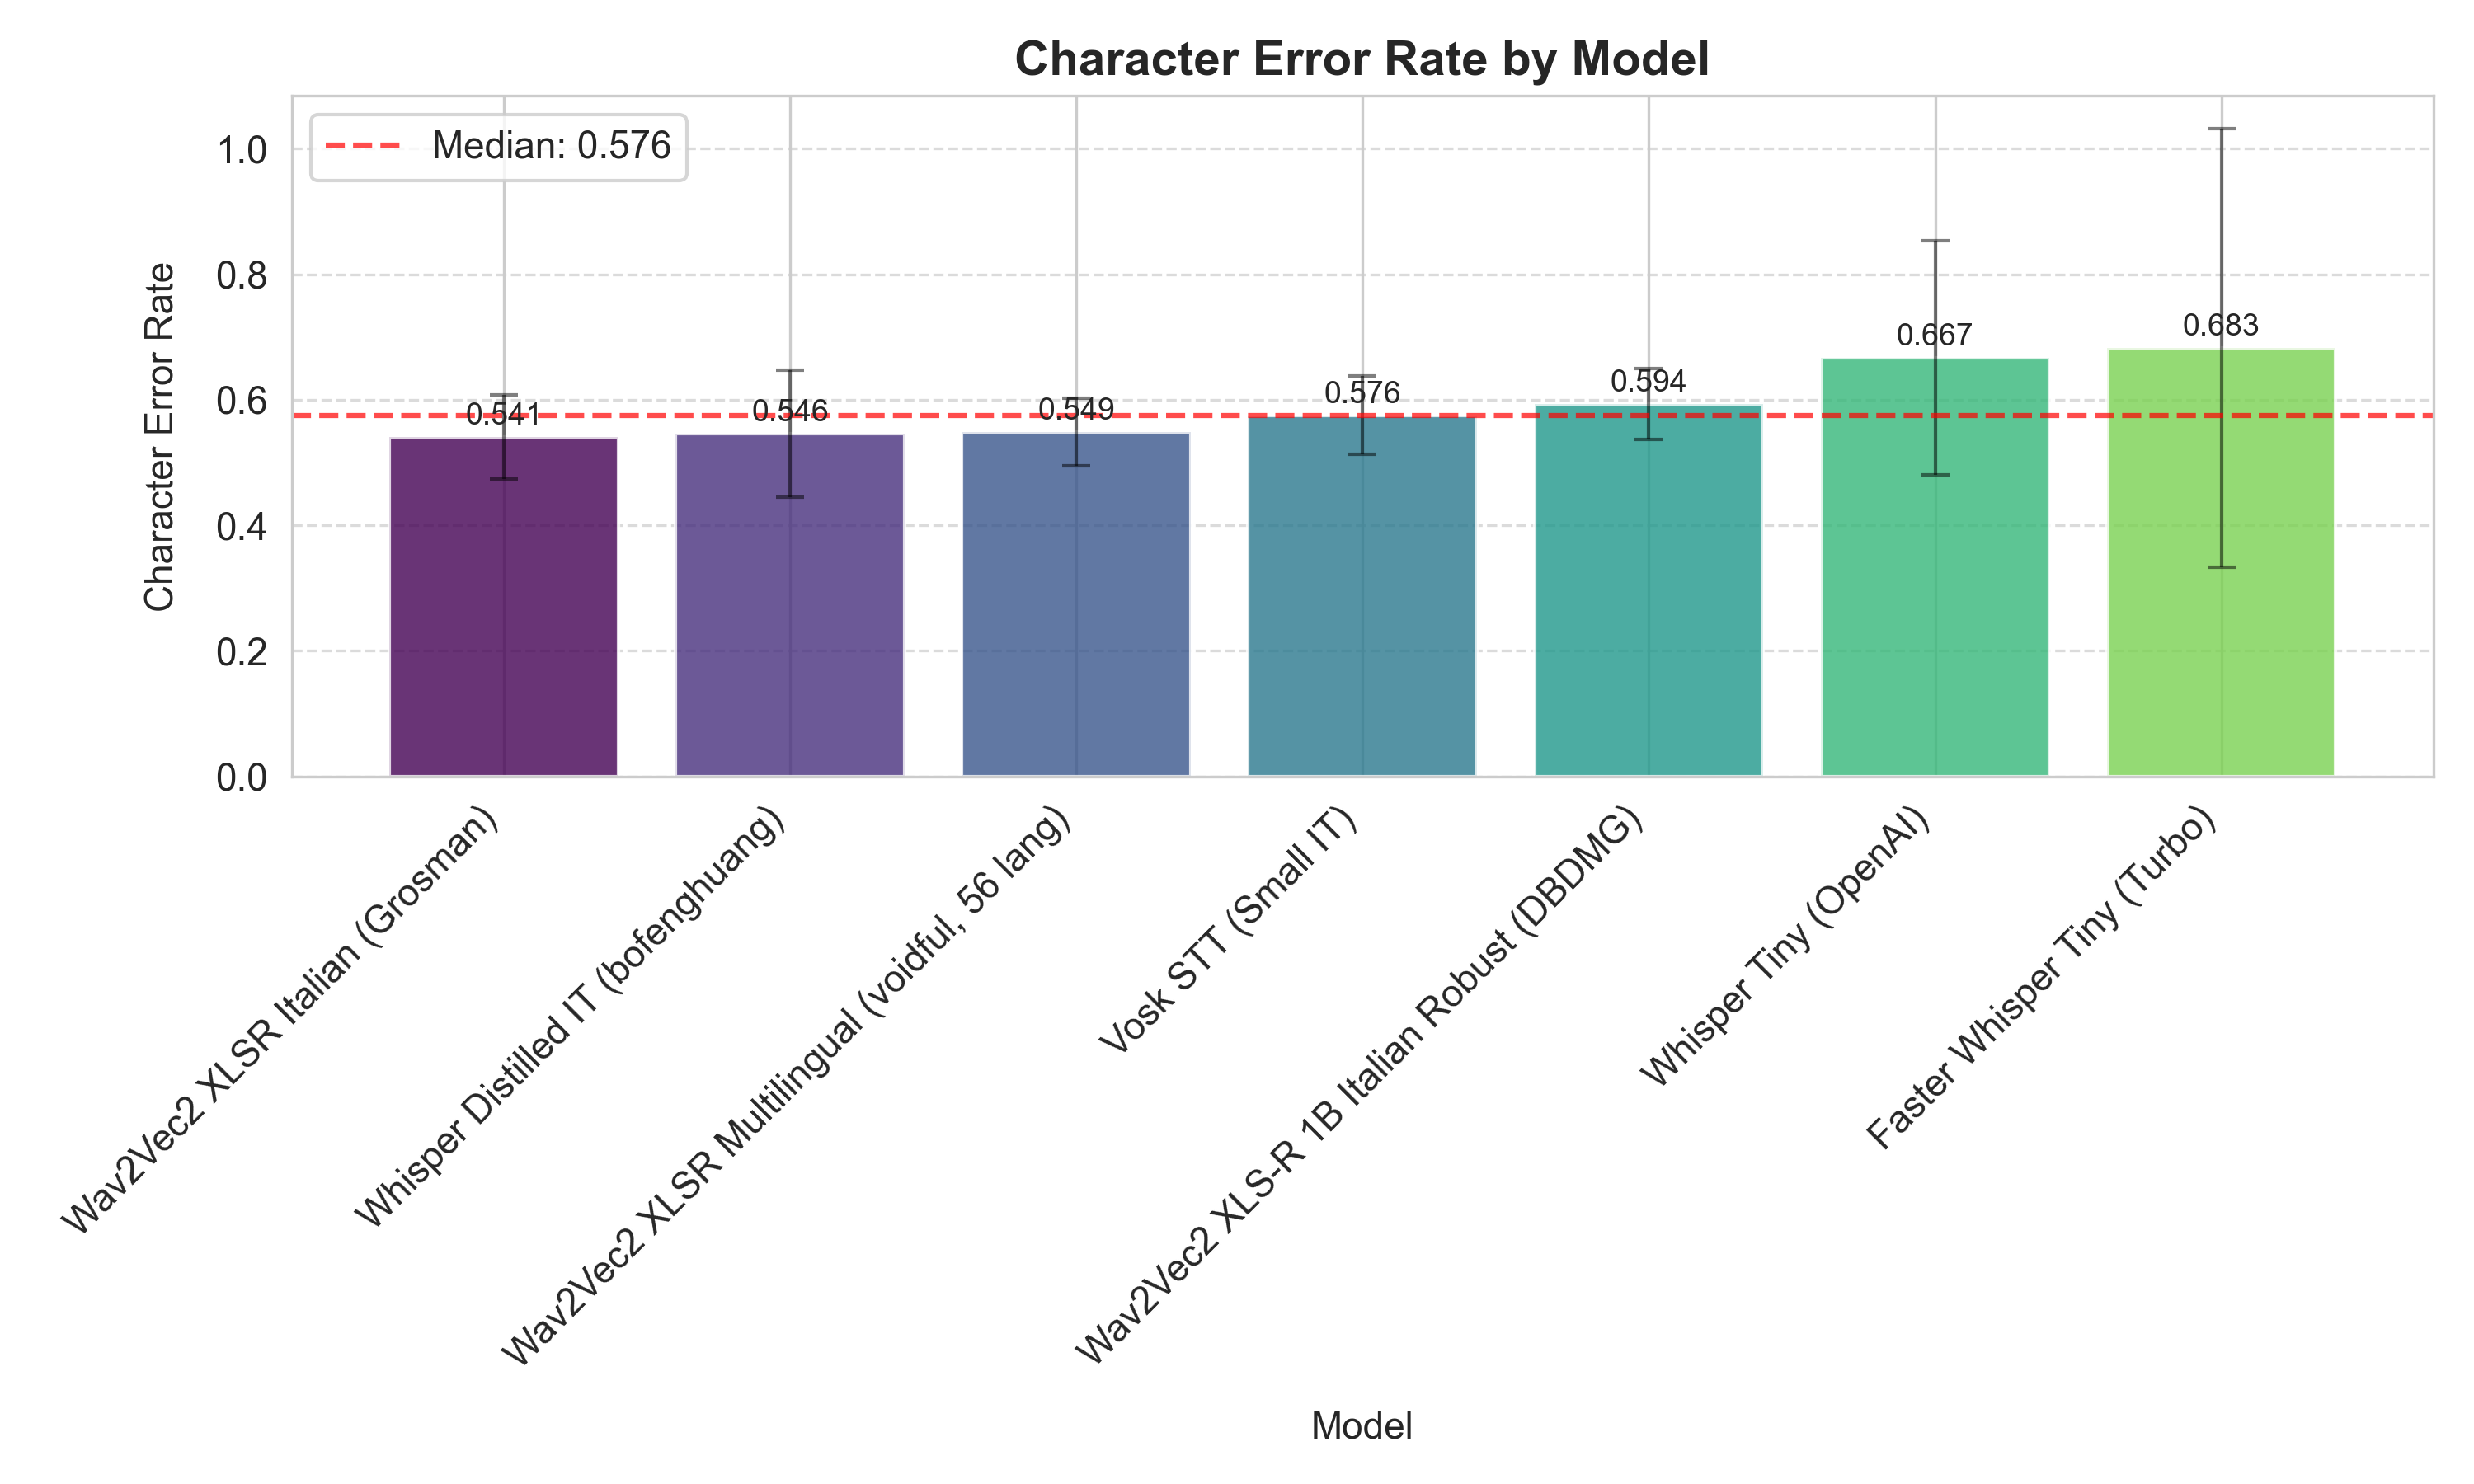 Character Error Rate by Model
Median: 0.576
Character Error Rate
1.0
0.8
0.6
0.4
0.2
0.0
0.541
0.546
0.549
0.576
0.594
0.667
0.683
Wav2Vec2 XLSR Italian (Grosman)
Whisper Distilled IT (bofenghuang)
Wav2Vec2 XLSR Multilingual (voidful, 56 lang)
Vosk STT (Small IT)
Wav2Vec2 XLS-R 1B Italian Robust (DBDMG)
Whisper Tiny (OpenAI)
Faster Whisper Tiny (Turbo)
Model